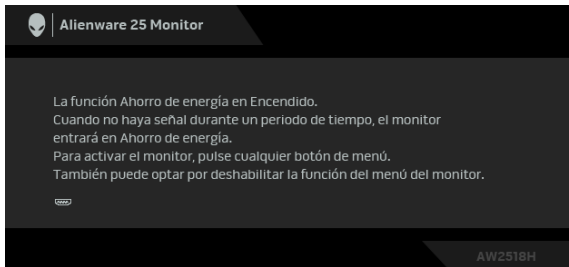 Alienware 25 Monitor
La función Ahorro de energía en Encendido.
Cuando no haya señal durante un periodo de tiempo, el monitor
entrará en Ahorro de energía.
Para activar el monitor, pulse cualquier botón de menú.
También puede optar por deshabilitar la función del menú del monitor.
AW2518H